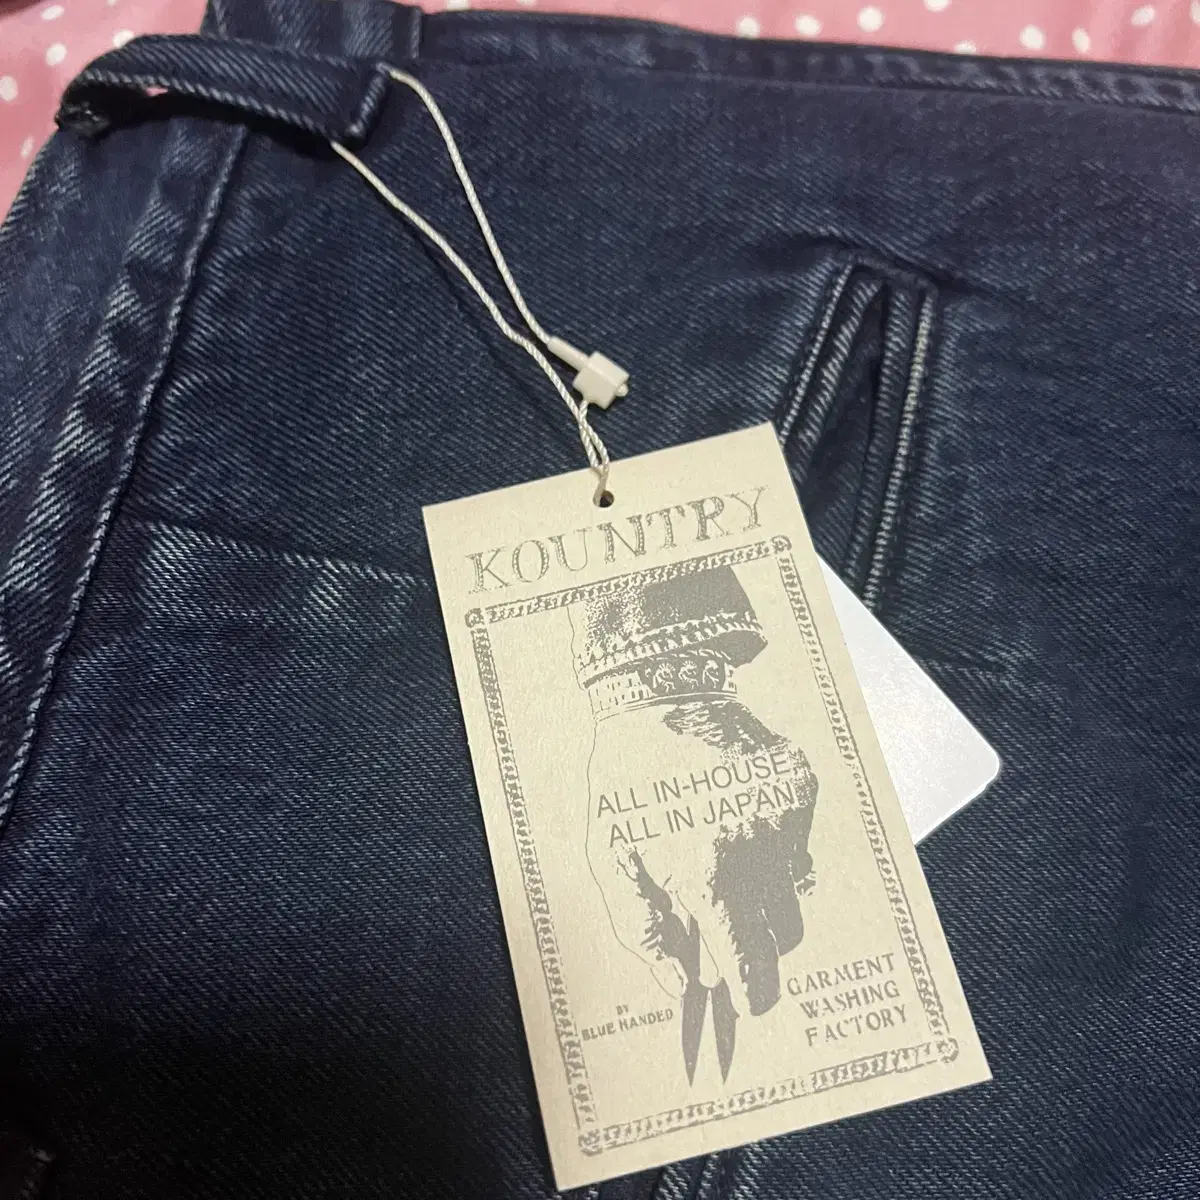 KOUNTRY
ALL IN-HOUSE
ALL IN JAPAN
BY
BLUE HANDED
GARMENT
WASHING
FACTORY